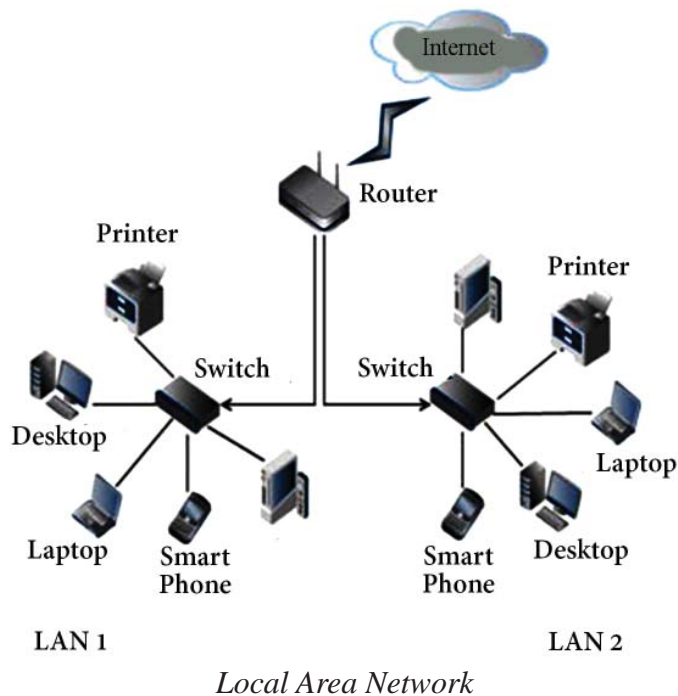 Internet
Router
Printer
Printer
Switch
Switch
Desktop
Laptop
Laptop
Smart
Phone
Smart
Phone
Desktop
LAN 1
LAN 2
Local Area Network